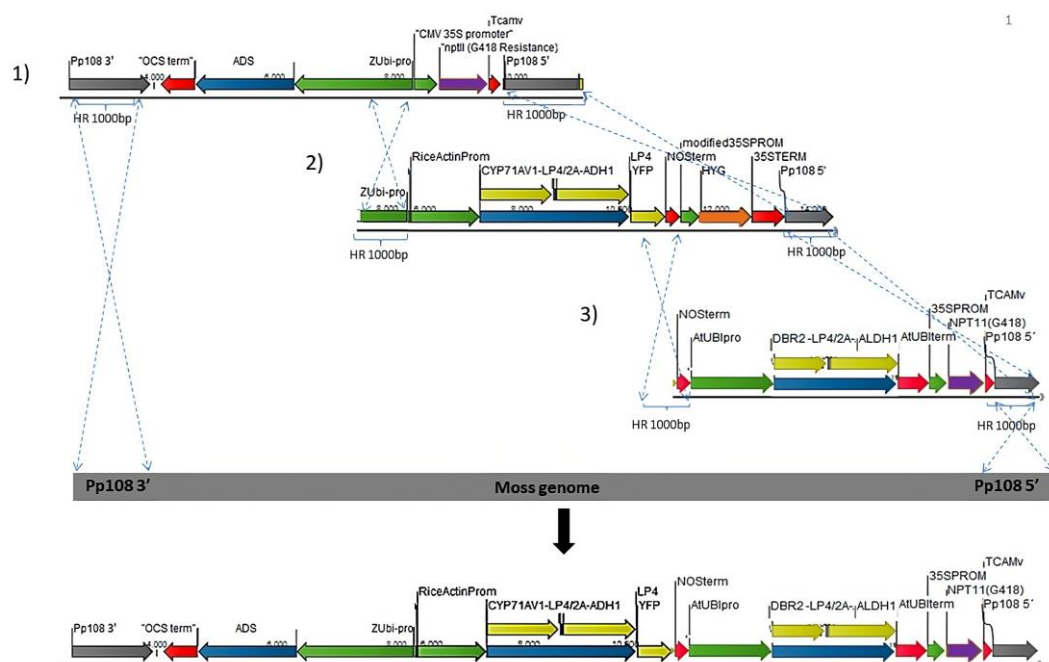 1
1)
Pp108 3'
"OCS term"
ADS
ZUbi-pro
"CMV 35S promoter"
"nptII (G418 Resistance)
Tcamv
Pp108 5'
HR 1000bp
HR 1000bp
2)
ZUbi-pro
RiceActinProm
CYP71AV1-LP4/2A-ADH1
LP4
YFP
NOSterm
modified35SPROM
HYG
35STERM
Pp108 5'
HR 1000bp
HR 1000bp
3)
NOSterm
AtUBIpro
DBR2 -LP4/2A- ALDH1
AtUBIterm
35SPROM
NPT11(G418)
TCAMv
Pp108 5'
HR 1000bp
HR 1000bp
Pp108 3'
Moss genome
Pp108 5'
Pp108 3'
"OCS term"
ADS
ZUbi-pro
RiceActinProm
CYP71AV1-LP4/2A-ADH1
LP4
YFP
NOSterm
AtUBIpro
DBR2 -LP4/2A- ALDH1
AtUBIterm
35SPROM
NPT11(G418)
TCAMv
Pp108 5'